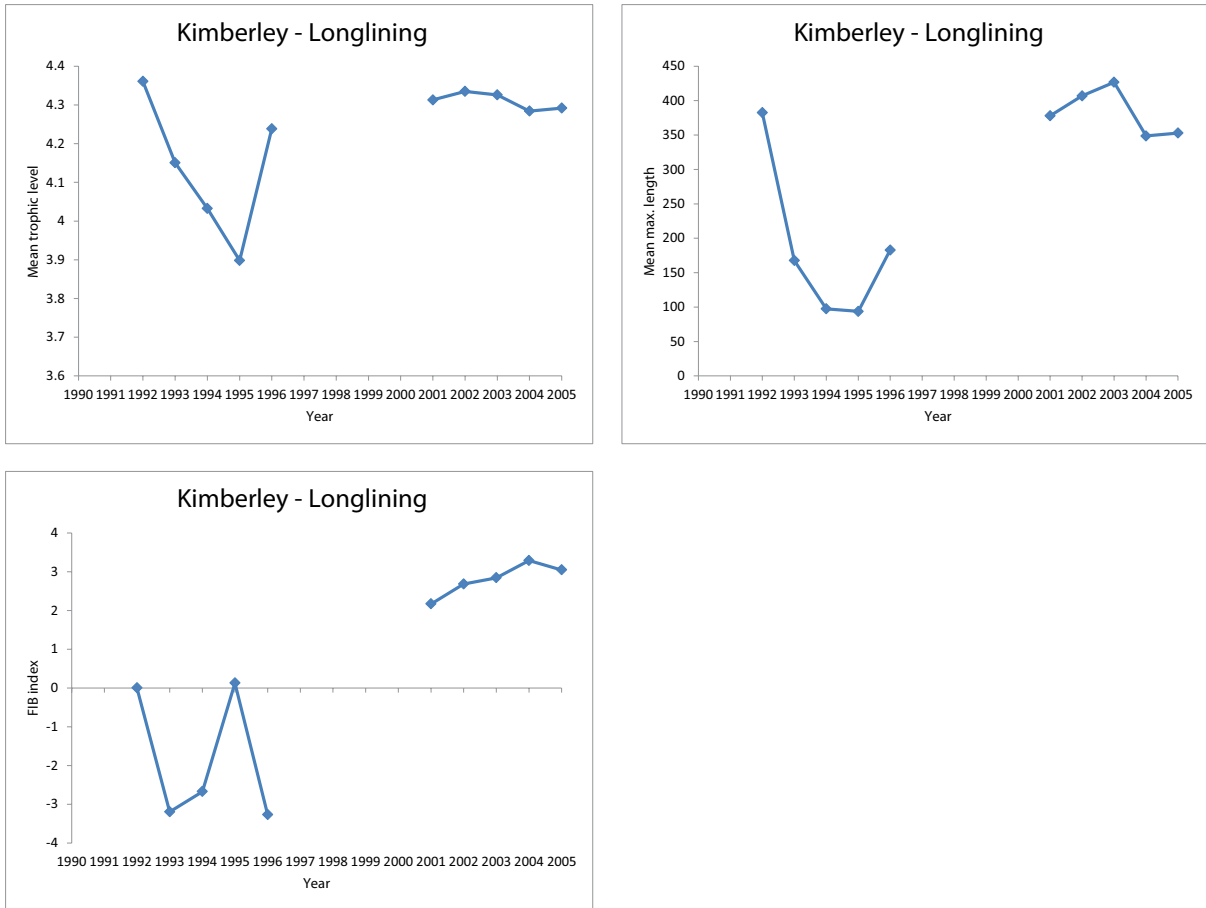 Kimberley - Longlining
4.4
4.3
4.2
4.1
4
3.9
3.8
3.7
3.6
Mean trophic level
1990 1991 1992 1993 1994 1995 1996 1997 1998 1999 2000 2001 2002 2003 2004 2005
Year
Kimberley - Longlining
450
400
350
300
250
200
150
100
50
0
Mean max. length
1990 1991 1992 1993 1994 1995 1996 1997 1998 1999 2000 2001 2002 2003 2004 2005
Year
Kimberley - Longlining
4
3
2
1
0
-1
-2
-3
-4
FIB index
1990 1991 1992 1993 1994 1995 1996 1997 1998 1999 2000 2001 2002 2003 2004 2005
Year